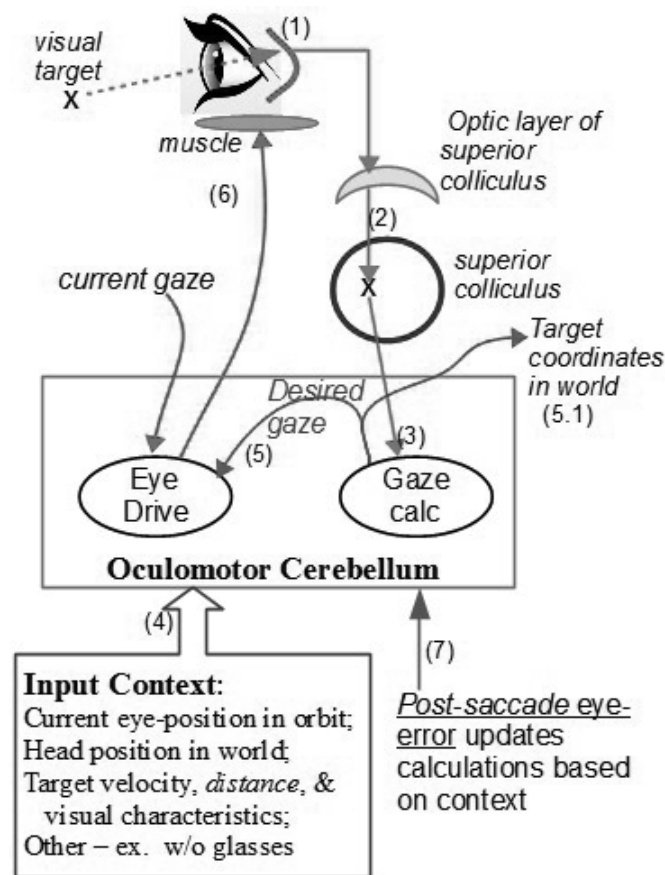 (1)
visual
target
x
muscle
Optic layer of
superior
colliculus
(6)
(2)
current gaze
x
superior
colliculus
Target
coordinates
in world
(5.1)
Desired
gaze
(5)
(3)
Eye
Drive
Gaze
calc
Oculomotor Cerebellum
(4)
(7)
Input Context:
Current eye-position in orbit;
Head position in world;
Target velocity, distance, &
visual characteristics;
Other – ex. w/o glasses
Post-saccade eye-
error updates
calculations based
on context